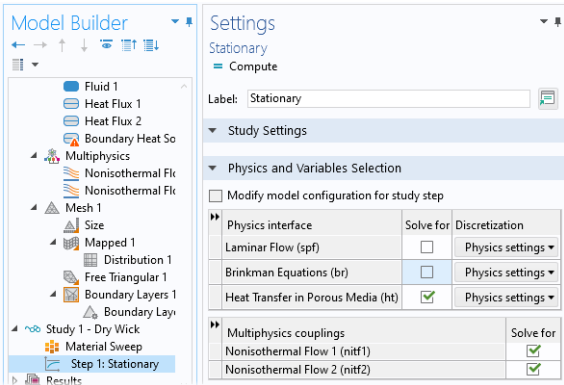 Model Builder
Fluid 1
Heat Flux 1
Heat Flux 2
Boundary Heat So
Multiphysics
Nonisothermal Flo
Nonisothermal Flo
Mesh 1
Size
Mapped 1
Distribution 1
Free Triangular 1
Boundary Layers 1
Boundary Laye
Study 1 - Dry Wick
Material Sweep
Step 1: Stationary
Results
Settings
Stationary
= Compute
Label: Stationary
Study Settings
Physics and Variables Selection
Modify model configuration for study step
Physics interface Solve for Discretization
Laminar Flow (spf) Physics settings
Brinkman Equations (br) Physics settings
Heat Transfer in Porous Media (ht) Physics settings
Multiphysics couplings Solve for
Nonisothermal Flow 1 (nitf1)
Nonisothermal Flow 2 (nitf2)